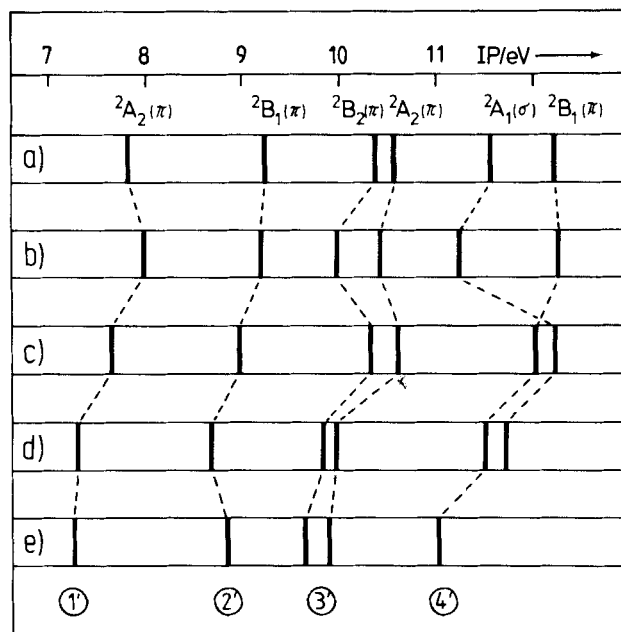 7 8 9 10 11 IP/eV
²A₂(π) ²B₁(π) ²B₂(π) ²A₂(π) ²A₁(σ) ²B₁(π)
a)
b)
c)
d)
e)
1' 2' 3' 4'